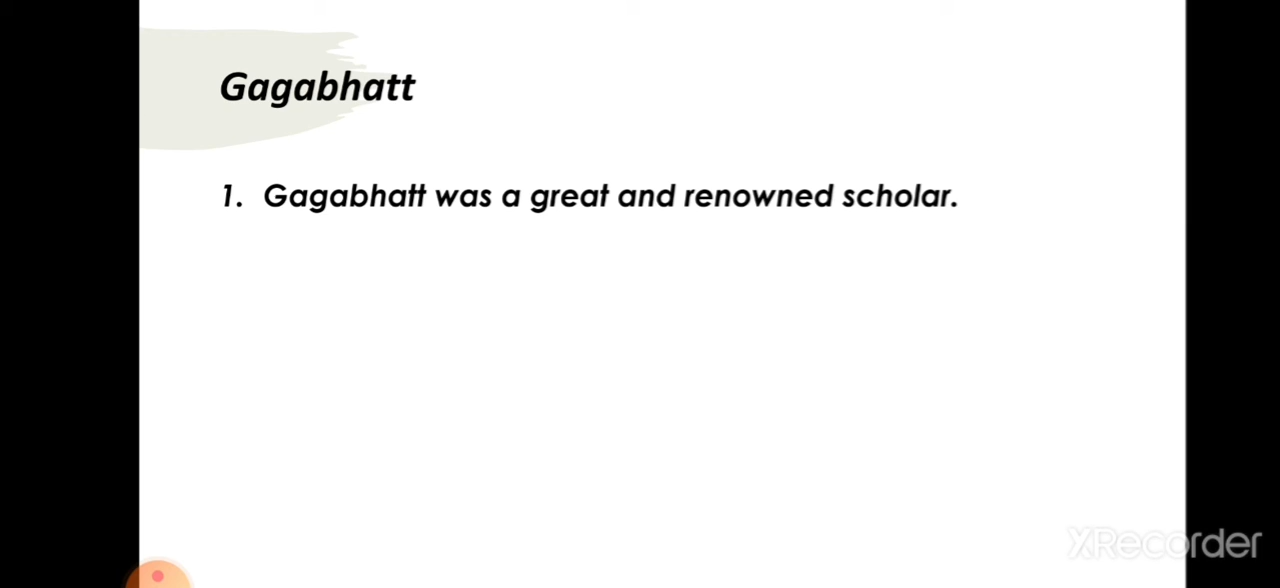 Gagabhatt
1. Gagabhatt was a great and renowned scholar.
XRecorder